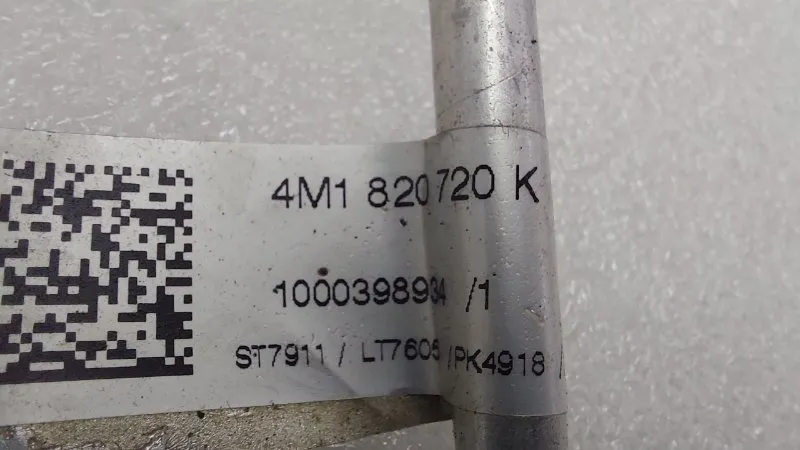 4M1 820720 K
1000398934 /1
ST7911 / LT7605 /PK4918 /